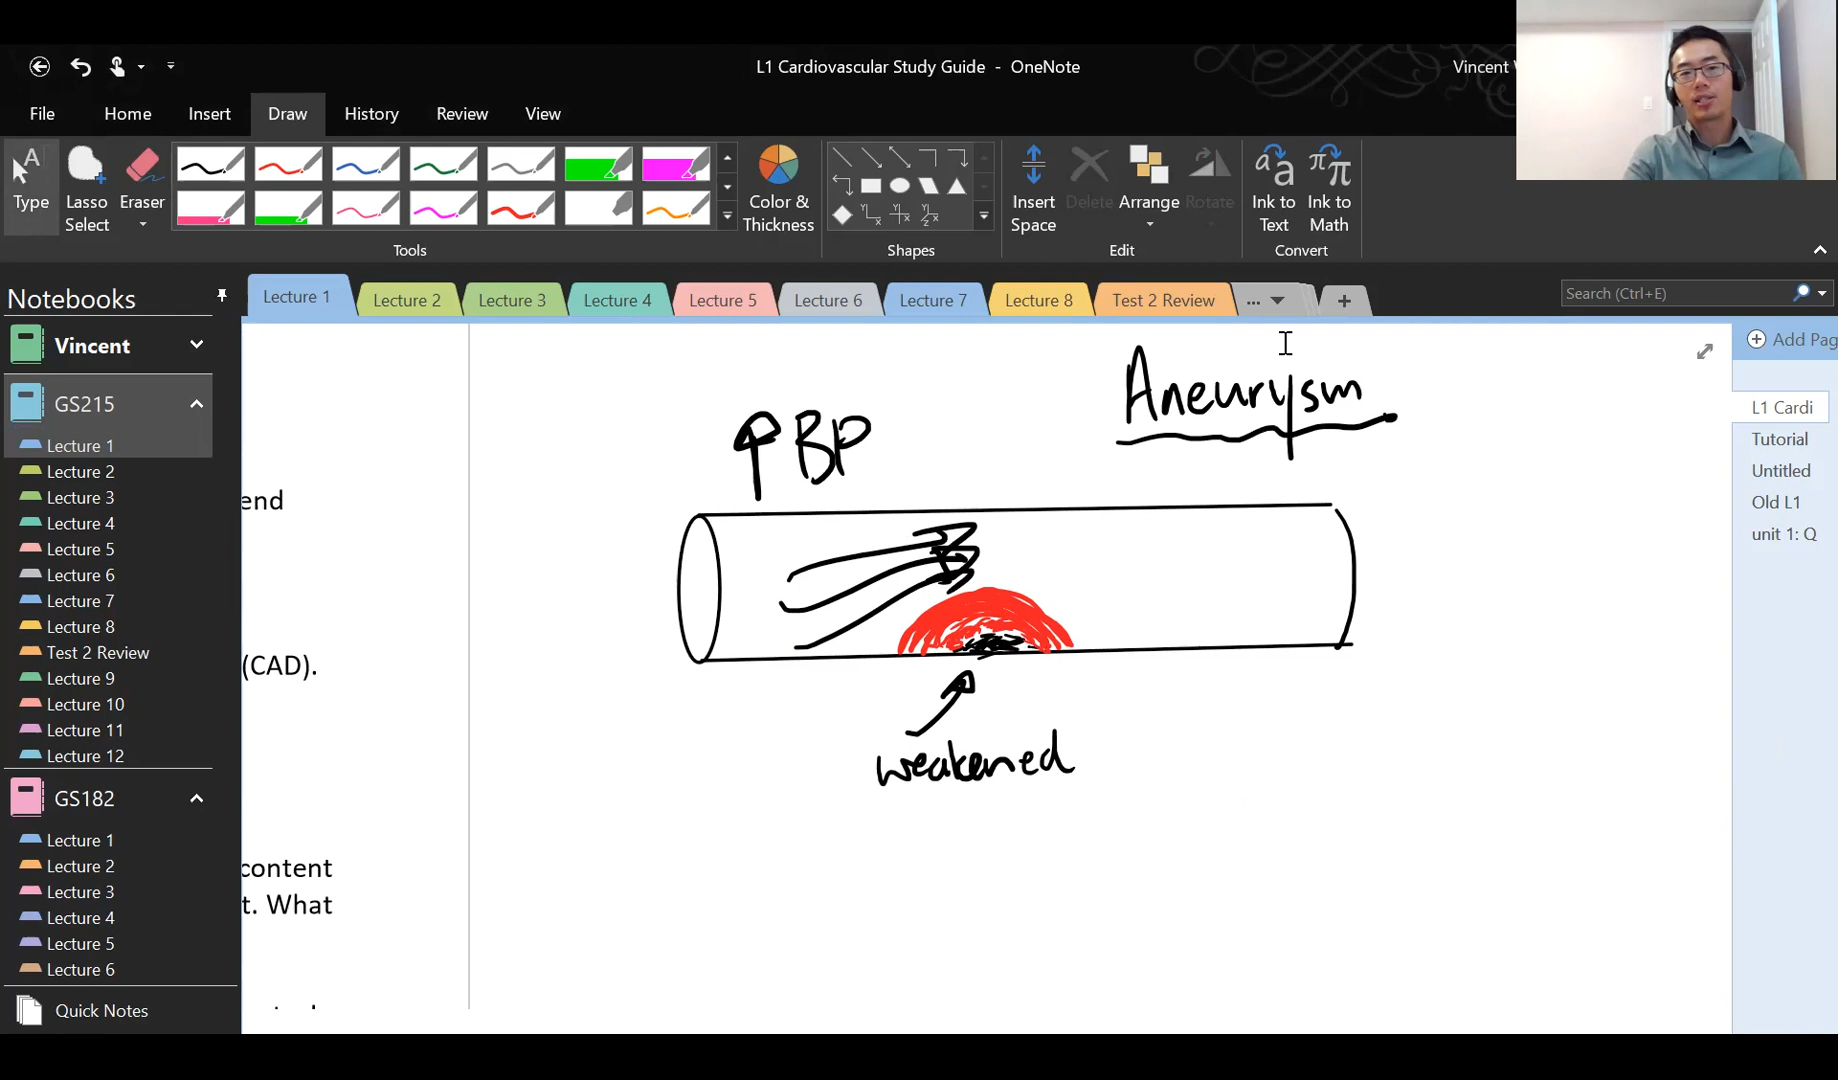 L1 Cardiovascular Study Guide - OneNote
Vincent
File Home Insert Draw History Review View
Type
Lasso Select
Eraser
Color & Thickness
Insert Space
Delete
Arrange
Rotate
Ink to Text
Ink to Math
Tools
Shapes
Edit
Convert
Notebooks
Lecture 1 Lecture 2 Lecture 3 Lecture 4 Lecture 5 Lecture 6 Lecture 7 Lecture 8 Test 2 Review ...
Search (Ctrl+E)
Vincent
GS215
Lecture 1
Lecture 2
Lecture 3
Lecture 4
Lecture 5
Lecture 6
Lecture 7
Lecture 8
Test 2 Review
Lecture 9
Lecture 10
Lecture 11
Lecture 12
GS182
Lecture 1
Lecture 2
Lecture 3
Lecture 4
Lecture 5
Lecture 6
Quick Notes
end
(CAD).
content
t. What
Aneurysm
↑BP
weakened
Add Pag
L1 Cardi
Tutorial
Untitled
Old L1
unit 1: Q